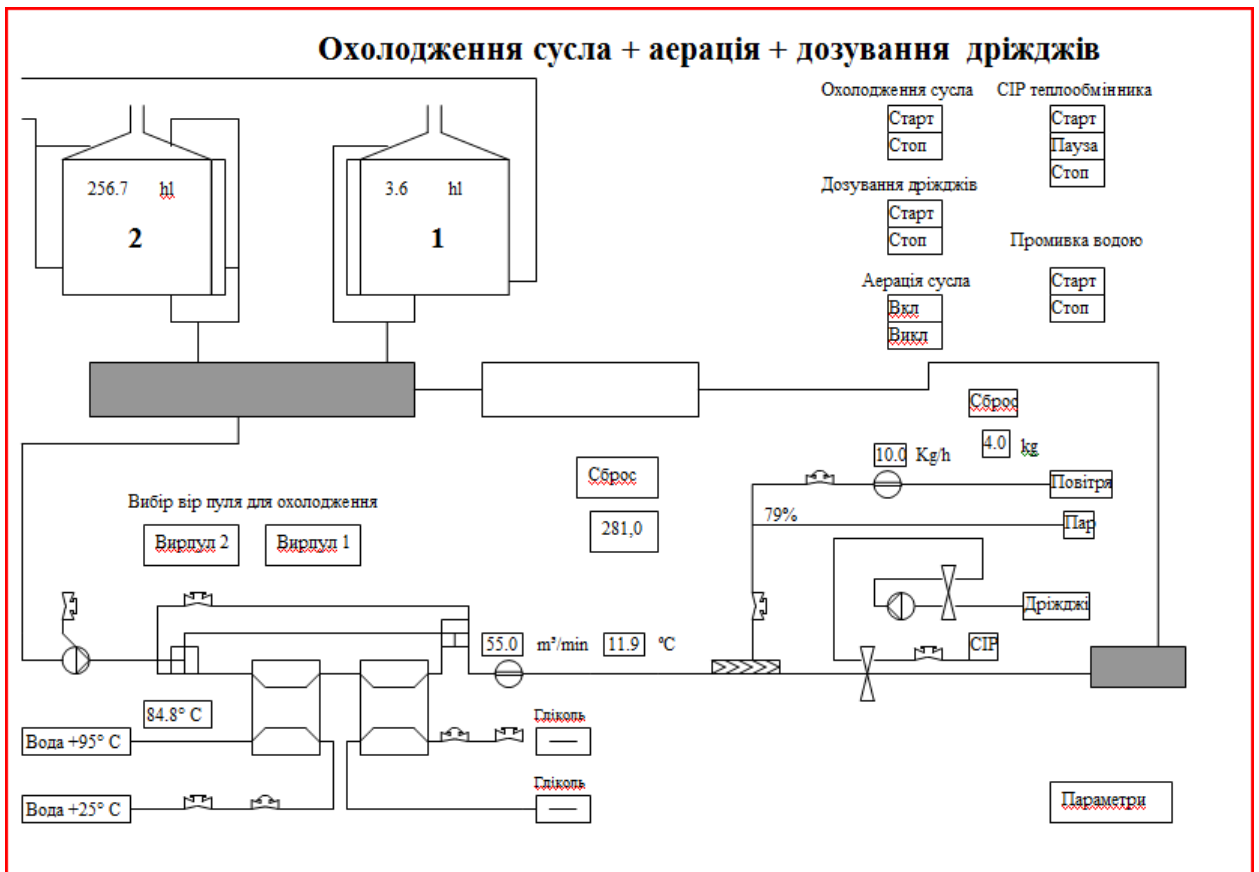 Охолодження сусла + аерація + дозування дріжджів
Охолодження сусла
Старт
Стоп
СІР теплообмінника
Старт
Пауза
Стоп
Дозування дріжджів
Старт
Стоп
Промивка водою
Старт
Стоп
Аерація сусла
Вкл
Викл
256.7 hl
2
3.6 hl
1
Сброс
4.0 kg
10.0 Kg/h
Повітря
79%
Пар
Сброс
281,0
Вибір вір пуля для охолодження
Вирпул 2 Вирпул 1
Дріжджі
СІР
55.0 m³/min 11.9 ºC
84.8° C
Вода +95° C
Гліколь
Вода +25° C
Гліколь
Параметри